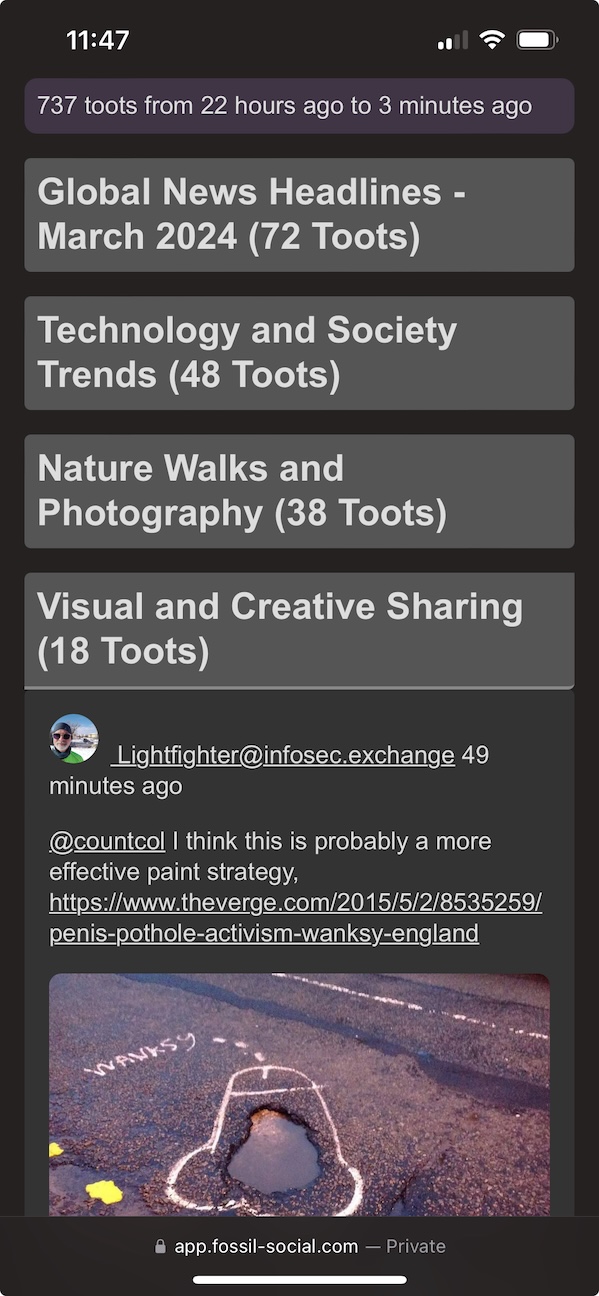 11:47
737 toots from 22 hours ago to 3 minutes ago
Global News Headlines -
March 2024 (72 Toots)
Technology and Society
Trends (48 Toots)
Nature Walks and
Photography (38 Toots)
Visual and Creative Sharing
(18 Toots)
Lightfighter@infosec.exchange 49
minutes ago
@countcol I think this is probably a more
effective paint strategy,
https://www.theverge.com/2015/5/2/8535259/
penis-pothole-activism-wanksy-england
WANKSY
app.fossil-social.com — Private